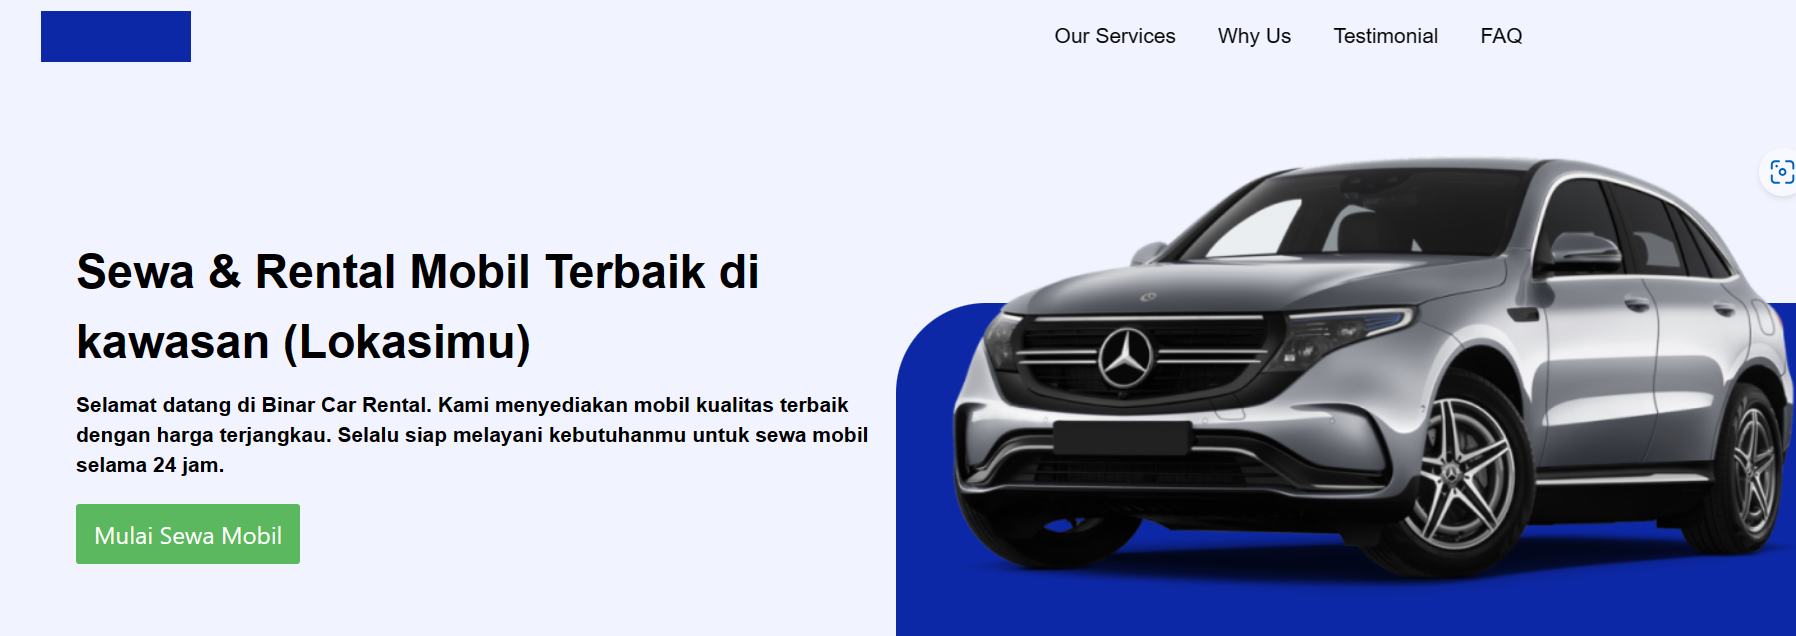 Our Services Why Us Testimonial FAQ
Sewa & Rental Mobil Terbaik di
kawasan (Lokasimu)
Selamat datang di Binar Car Rental. Kami menyediakan mobil kualitas terbaik
dengan harga terjangkau. Selalu siap melayani kebutuhanmu untuk sewa mobil
selama 24 jam.
Mulai Sewa Mobil